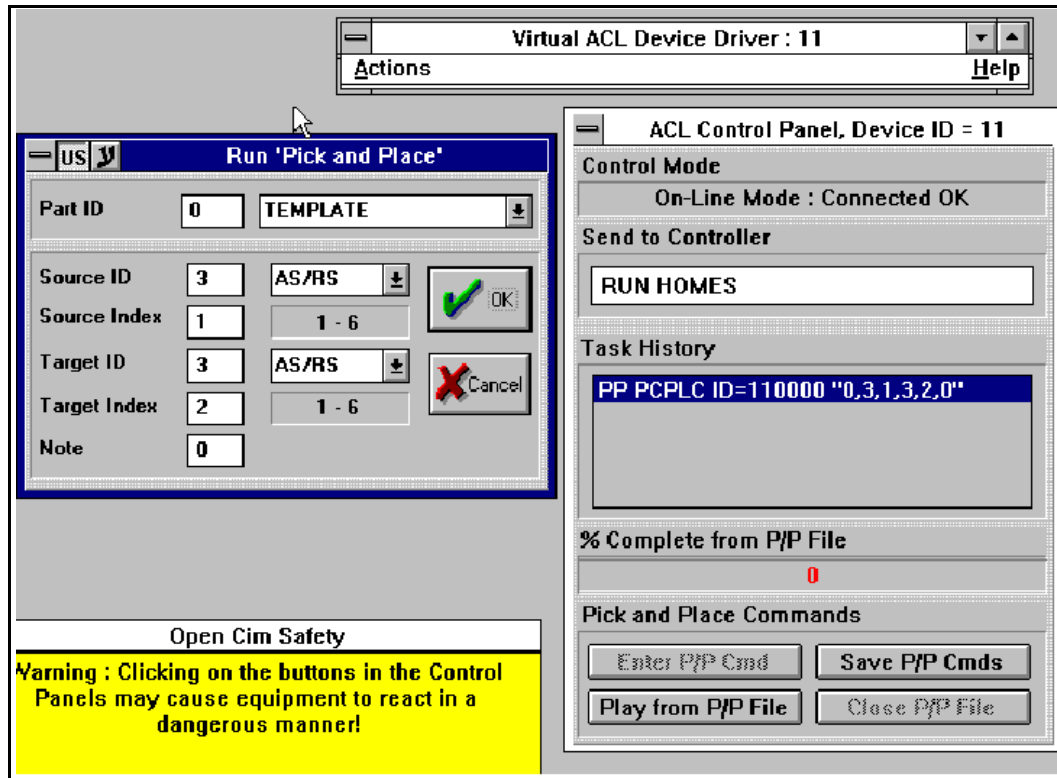 Virtual ACL Device Driver : 11
Actions Help
US Run 'Pick and Place'
Part ID 0 TEMPLATE
Source ID 3 AS/RS
Source Index 1 1 - 6
Target ID 3 AS/RS
Target Index 2 1 - 6
Note 0
OK
Cancel
Open Cim Safety
Warning : Clicking on the buttons in the Control
Panels may cause equipment to react in a
dangerous manner!
ACL Control Panel, Device ID = 11
Control Mode
On-Line Mode : Connected OK
Send to Controller
RUN HOMES
Task History
PP PCPLC ID=110000 "0,3,1,3,2,0"
% Complete from P/P File
0
Pick and Place Commands
Enter P/P Cmd Save P/P Cmds
Play from P/P File Close P/P File